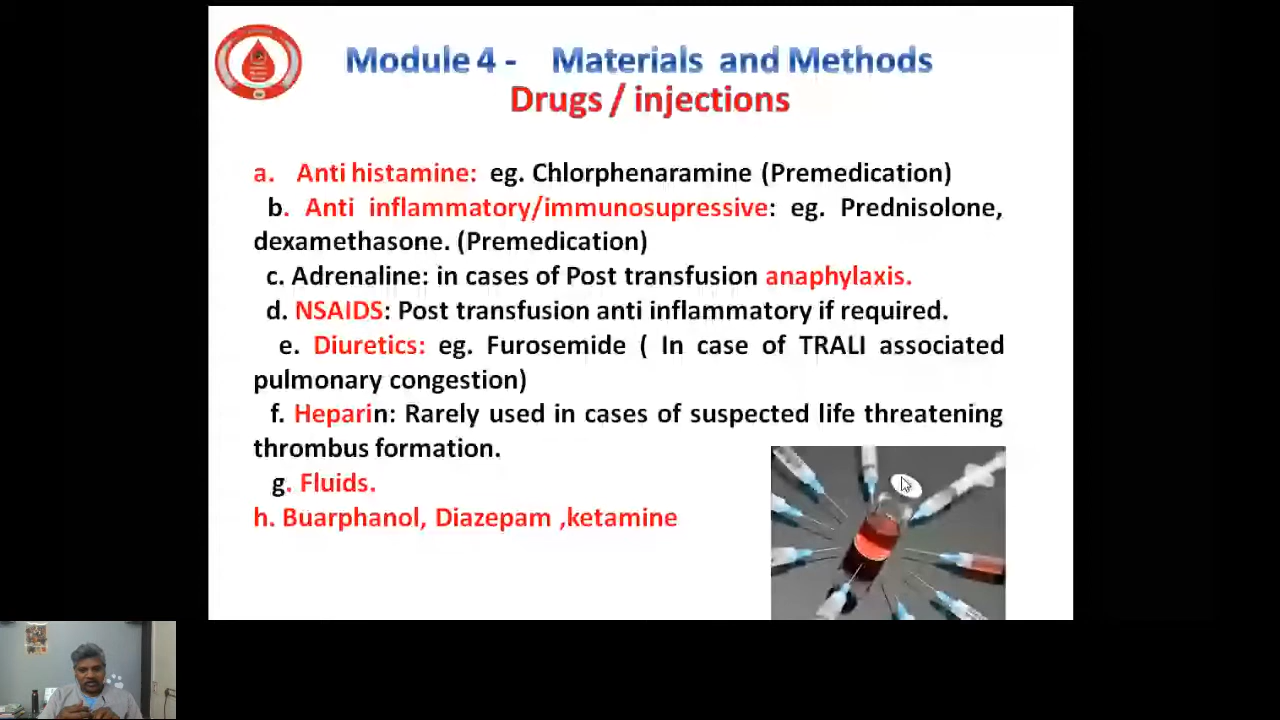 Module 4 - Materials and Methods
Drugs / injections
a. Anti histamine: eg. Chlorphenaramine (Premedication)
b. Anti inflammatory/immunosupressive: eg. Prednisolone,
dexamethasone. (Premedication)
c. Adrenaline: in cases of Post transfusion anaphylaxis.
d. NSAIDS: Post transfusion anti inflammatory if required.
e. Diuretics: eg. Furosemide ( In case of TRALI associated
pulmonary congestion)
f. Heparin: Rarely used in cases of suspected life threatening
thrombus formation.
g. Fluids.
h. Buarphanol, Diazepam ,ketamine